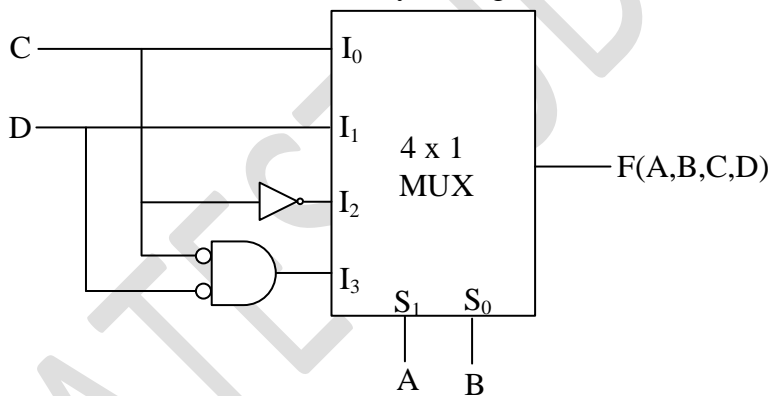 C
I₀
D
I₁
4 x 1
MUX
F(A,B,C,D)
I₂
I₃
S₁ S₀
A B